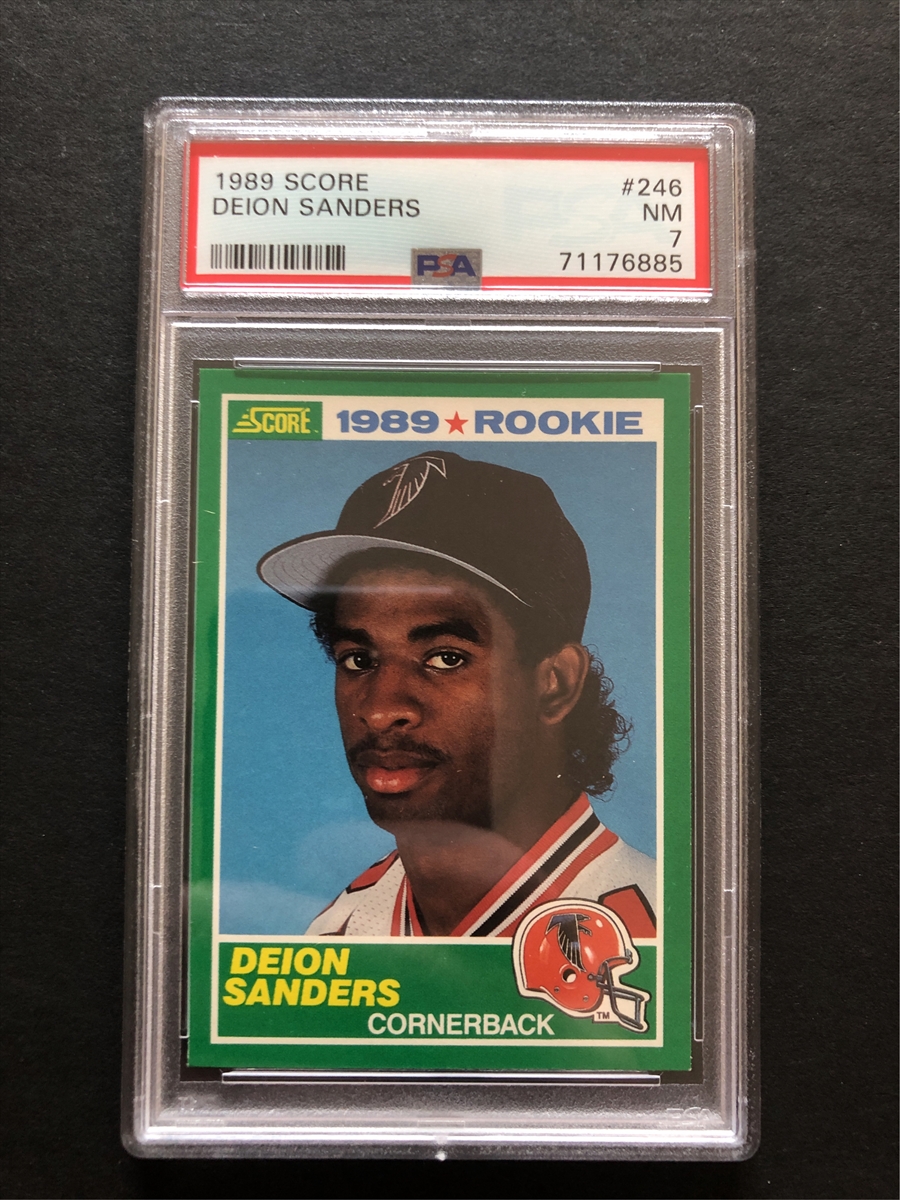 1989 SCORE
#246
DEION SANDERS
NM
7
PSA
71176885
SCORE
1989 ★ ROOKIE
DEION
SANDERS
CORNERBACK
TM